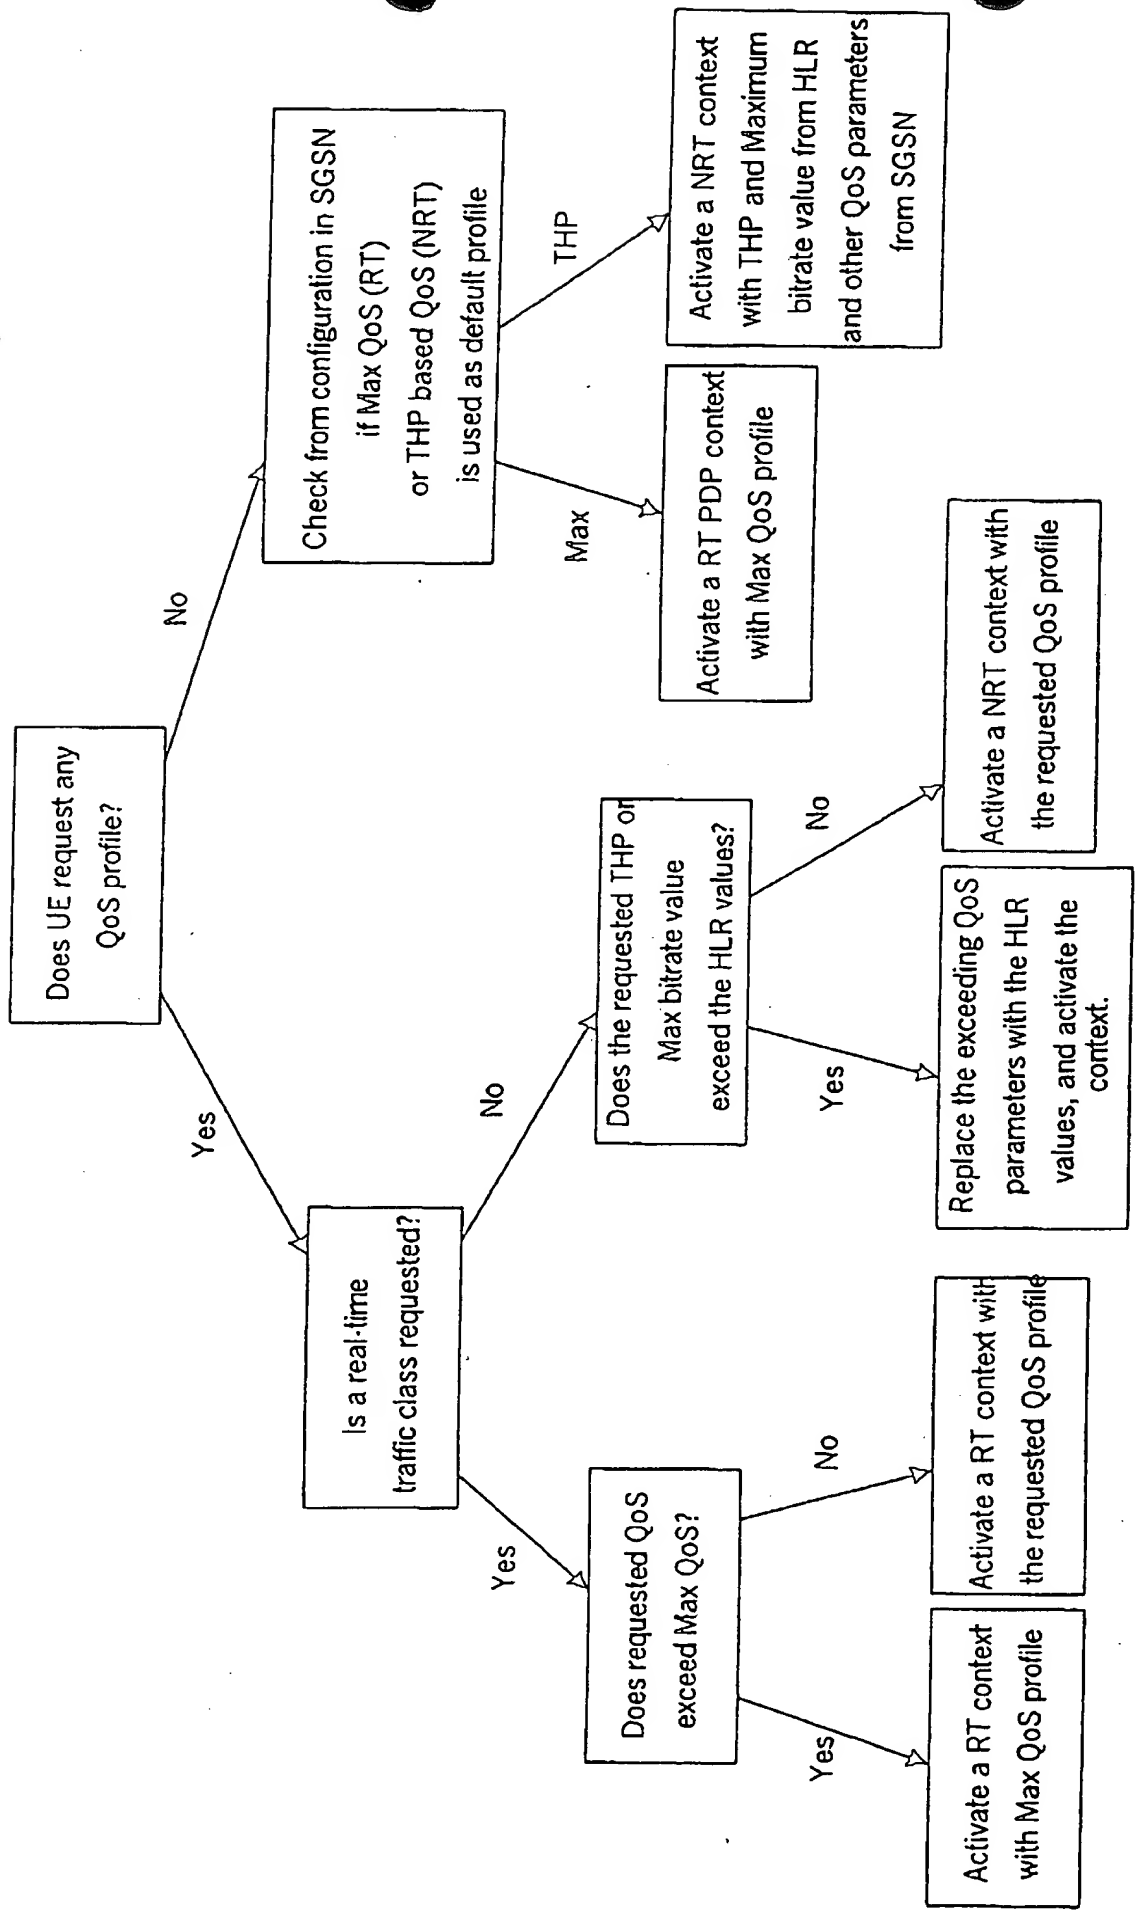 Does UE request any
QoS profile?
Yes
No
Is a real-time
traffic class requested?
Check from configuration in SGSN
if Max QoS (RT)
or THP based QoS (NRT)
is used as default profile
Yes
No
Max
THP
Does requested QoS
exceed Max QoS?
Does the requested THP or
Max bitrate value
exceed the HLR values?
Activate a RT PDP context
with Max QoS profile
Activate a NRT context
with THP and Maximum
bitrate value from HLR
and other QoS parameters
from SGSN
Yes
No
Yes
No
Activate a RT context
with Max QoS profile
Activate a RT context with
the requested QoS profile
Replace the exceeding QoS
parameters with the HLR
values, and activate the
context.
Activate a NRT context with
the requested QoS profile